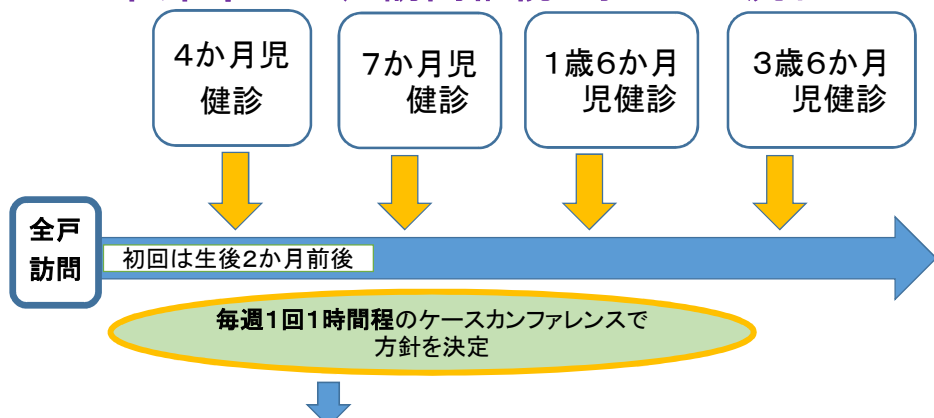 4か月児
健診
7か月児
健診
1歳6か月
児健診
3歳6か月
児健診
全戸
訪問
初回は生後2か月前後
毎週1回1時間程のケースカンファレンスで
方針を決定